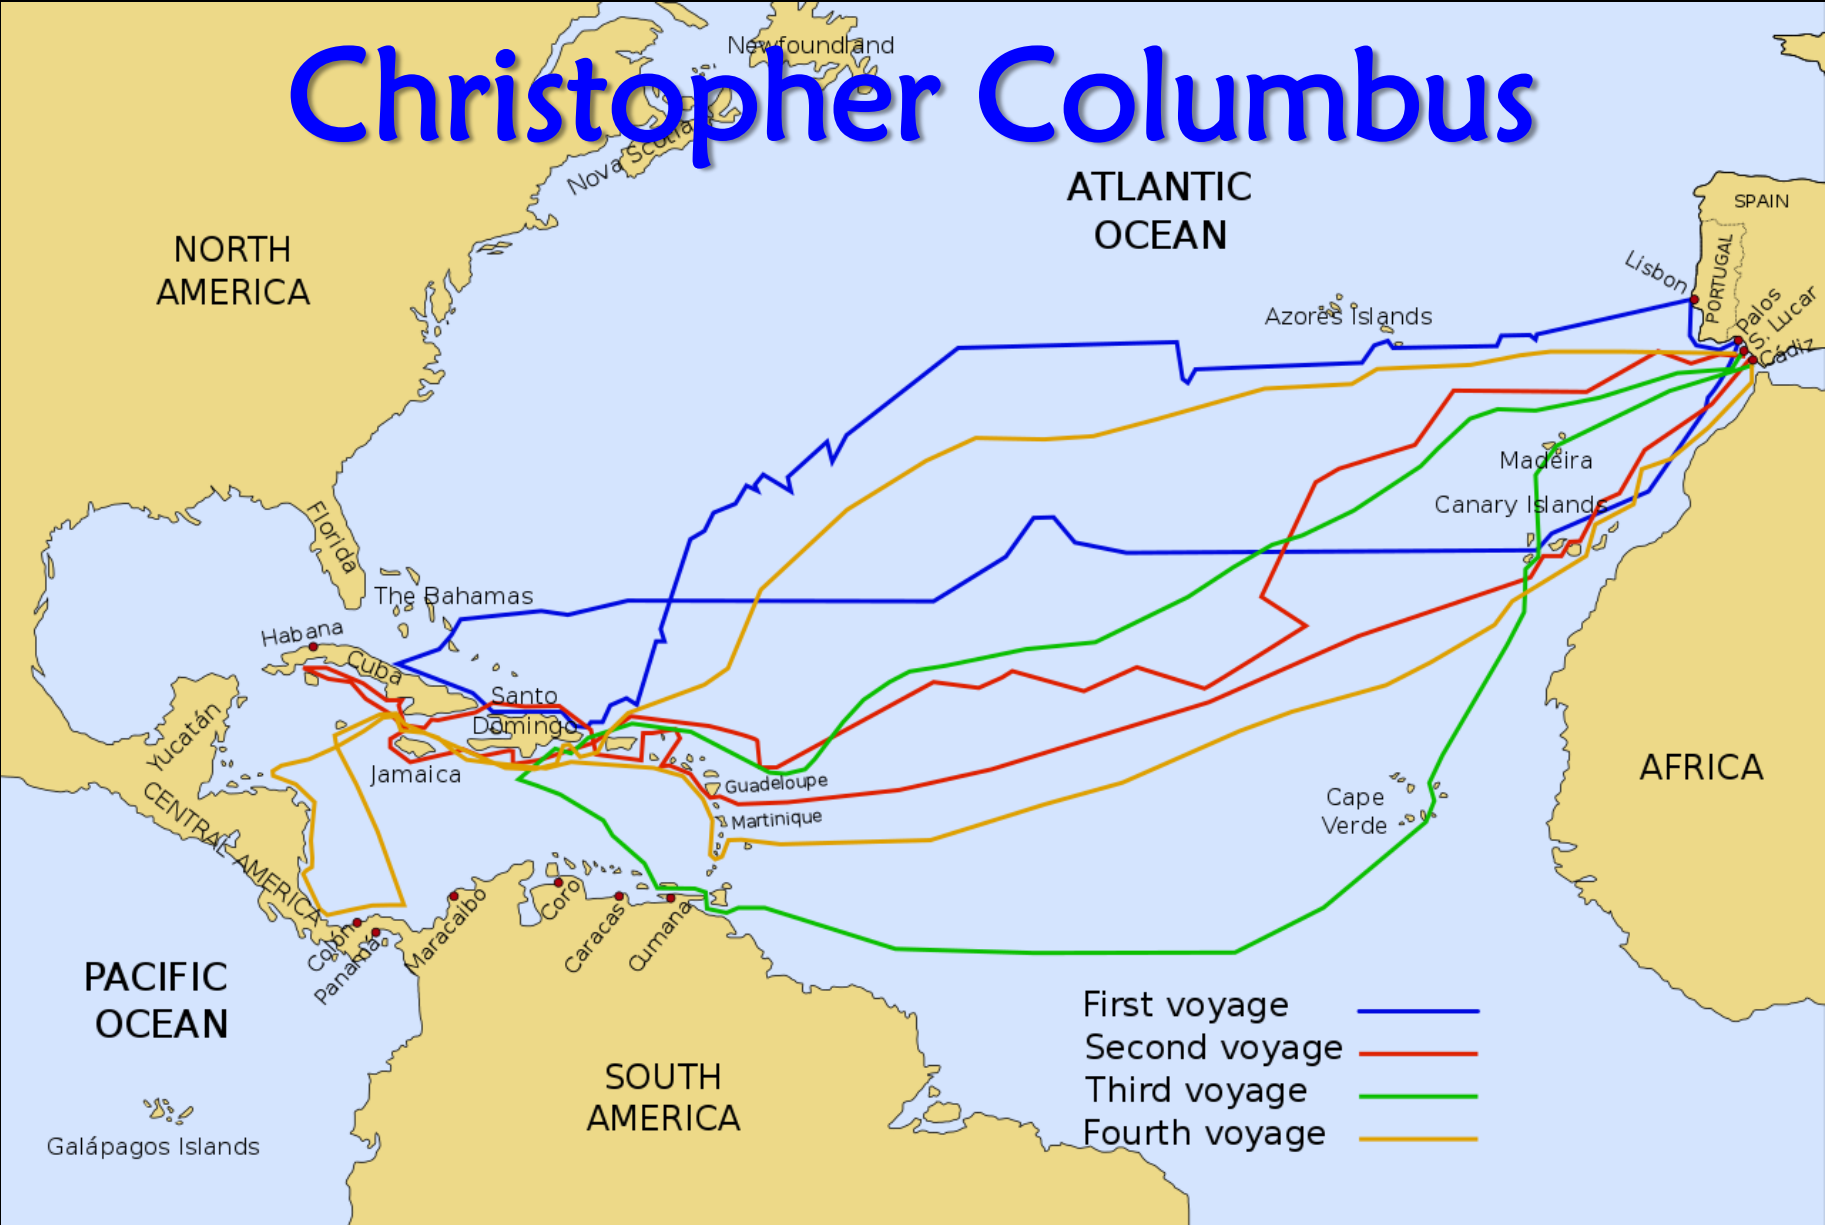 Christopher Columbus
Newfoundland
Nova Scotia
ATLANTIC
OCEAN
NORTH
AMERICA
SPAIN
PORTUGAL
Lisbon
Palos
S. Lucar
Cádiz
Azores Islands
Madeira
Canary Islands
Florida
The Bahamas
Habana
Cuba
Santo
Domingo
Yucatán
Jamaica
Guadeloupe
Martinique
CENTRAL AMERICA
AFRICA
Cape
Verde
Colón
Panamá
Maracaibo
Coro
Caracas
Cumana
PACIFIC
OCEAN
SOUTH
AMERICA
Galápagos Islands
First voyage
Second voyage
Third voyage
Fourth voyage